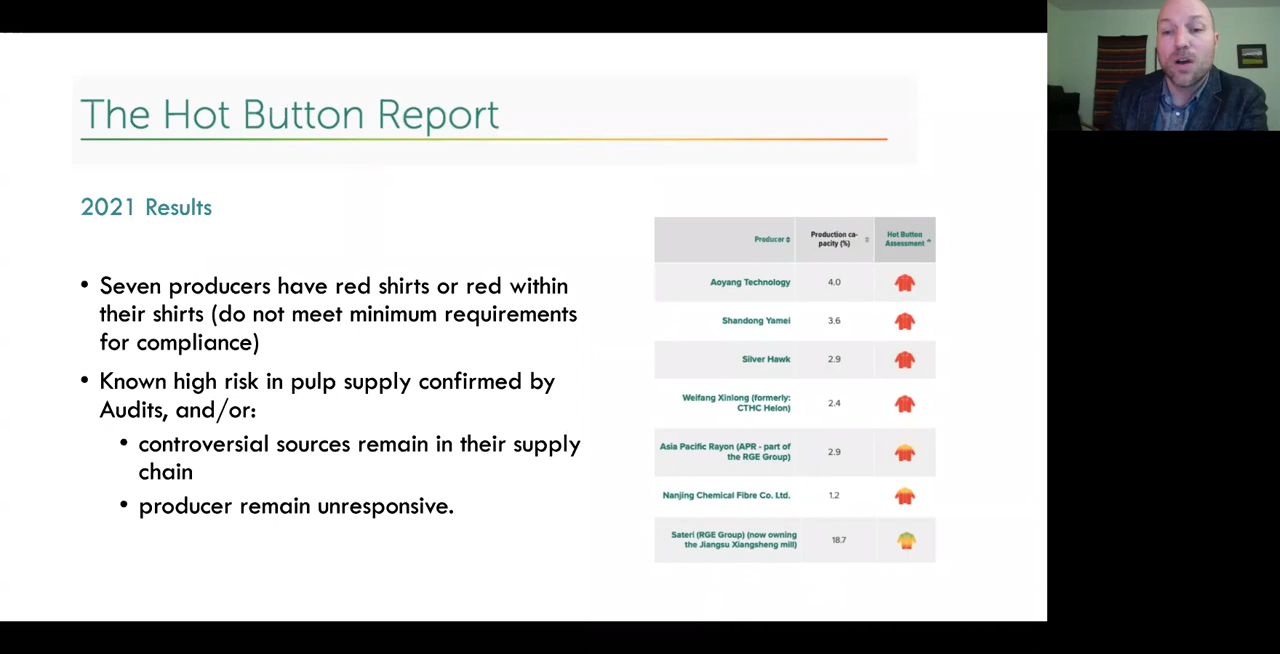 The Hot Button Report
2021 Results
• Seven producers have red shirts or red within
their shirts (do not meet minimum requirements
for compliance)
• Known high risk in pulp supply confirmed by
Audits, and/or:
• controversial sources remain in their supply
chain
• producer remain unresponsive.
Producer Production ca- Hot Button
pacity (%) Assessment
Aoyang Technology 4.0
Shandong Yamei 3.6
Silver Hawk 2.9
Weifang Xinlong (formerly:
CTHC Helon) 2.4
Asia Pacific Rayon (APR - part of
the RGE Group) 2.9
Nanjing Chemical Fibre Co. Ltd. 1.2
Sateri (RGE Group) (now owning
the Jiangsu Xiangsheng mill) 18.7